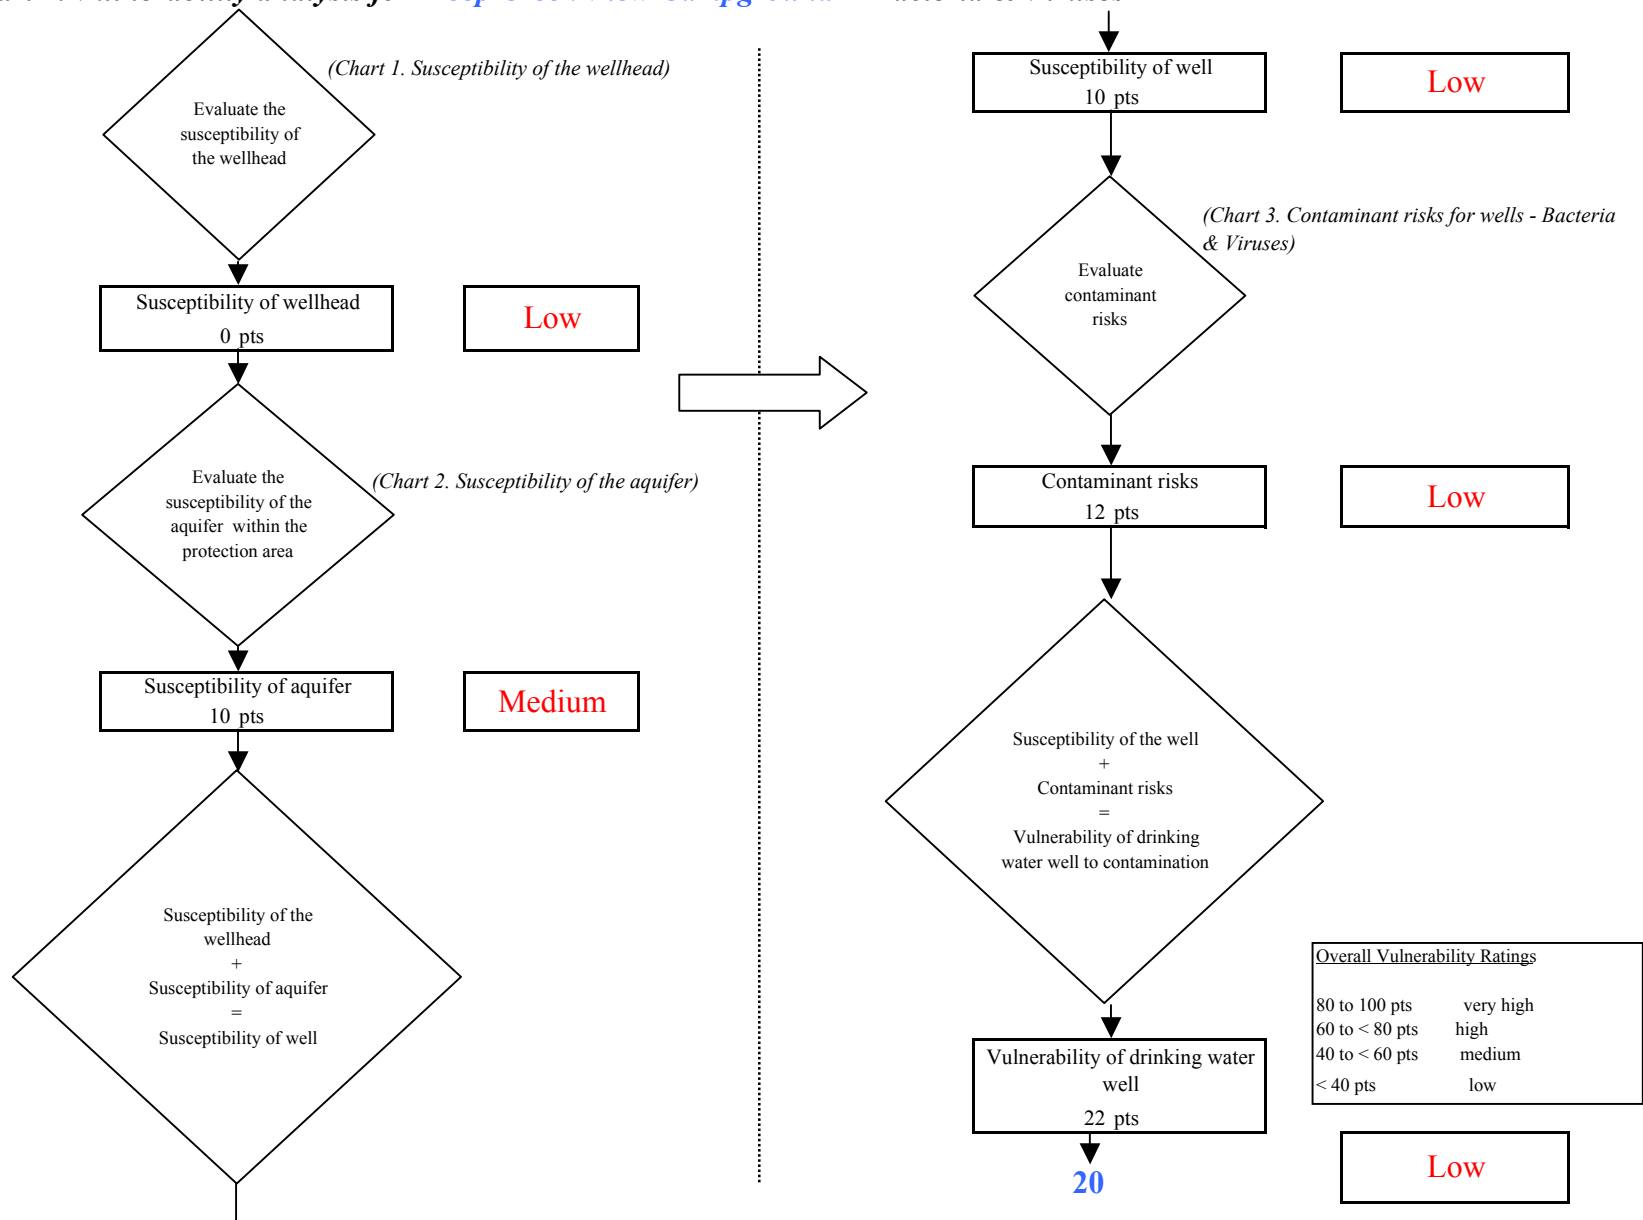 (Chart 1. Susceptibility of the wellhead)
Evaluate the
susceptibility of
the wellhead
Susceptibility of wellhead
0 pts
Low
Evaluate the
susceptibility of the
aquifer within the
protection area
(Chart 2. Susceptibility of the aquifer)
Susceptibility of aquifer
10 pts
Medium
Susceptibility of the
wellhead
+
Susceptibility of aquifer
=
Susceptibility of well
Susceptibility of well
10 pts
Low
(Chart 3. Contaminant risks for wells - Bacteria
& Viruses)
Evaluate
contaminant
risks
Contaminant risks
12 pts
Low
Susceptibility of the well
+
Contaminant risks
=
Vulnerability of drinking
water well to contamination
Overall Vulnerability Ratings
80 to 100 pts very high
60 to < 80 pts high
40 to < 60 pts medium
< 40 pts low
Vulnerability of drinking water
well
22 pts
20
Low